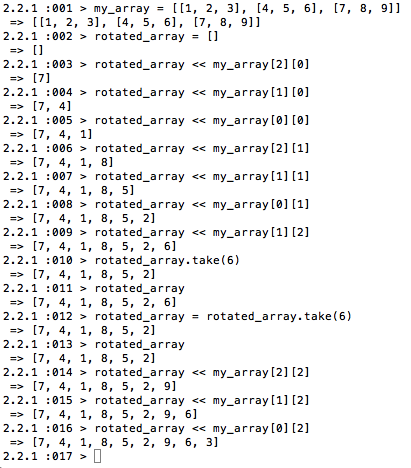 2.2.1 :001 > my_array = [[1, 2, 3], [4, 5, 6], [7, 8, 9]]
 => [[1, 2, 3], [4, 5, 6], [7, 8, 9]]
2.2.1 :002 > rotated_array = []
 => []
2.2.1 :003 > rotated_array << my_array[2][0]
 => [7]
2.2.1 :004 > rotated_array << my_array[1][0]
 => [7, 4]
2.2.1 :005 > rotated_array << my_array[0][0]
 => [7, 4, 1]
2.2.1 :006 > rotated_array << my_array[2][1]
 => [7, 4, 1, 8]
2.2.1 :007 > rotated_array << my_array[1][1]
 => [7, 4, 1, 8, 5]
2.2.1 :008 > rotated_array << my_array[0][1]
 => [7, 4, 1, 8, 5, 2]
2.2.1 :009 > rotated_array << my_array[1][2]
 => [7, 4, 1, 8, 5, 2, 6]
2.2.1 :010 > rotated_array.take(6)
 => [7, 4, 1, 8, 5, 2]
2.2.1 :011 > rotated_array
 => [7, 4, 1, 8, 5, 2, 6]
2.2.1 :012 > rotated_array = rotated_array.take(6)
 => [7, 4, 1, 8, 5, 2]
2.2.1 :013 > rotated_array
 => [7, 4, 1, 8, 5, 2]
2.2.1 :014 > rotated_array << my_array[2][2]
 => [7, 4, 1, 8, 5, 2, 9]
2.2.1 :015 > rotated_array << my_array[1][2]
 => [7, 4, 1, 8, 5, 2, 9, 6]
2.2.1 :016 > rotated_array << my_array[0][2]
 => [7, 4, 1, 8, 5, 2, 9, 6, 3]
2.2.1 :017 >